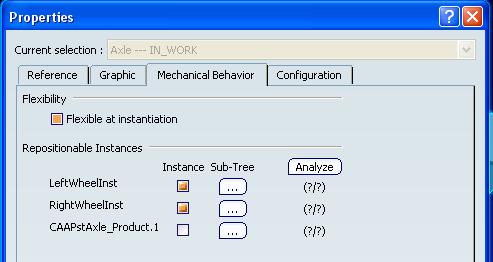 Properties
Current selection : Axle --- IN_WORK
Reference Graphic Mechanical Behavior Configuration
Flexibility
Flexible at instantiation
Repositionable Instances
Instance Sub-Tree Analyze
LeftWheelInst ... (?/?)
RightWheelInst ... (?/?)
CAAPstAxle_Product.1 ... (?/?)